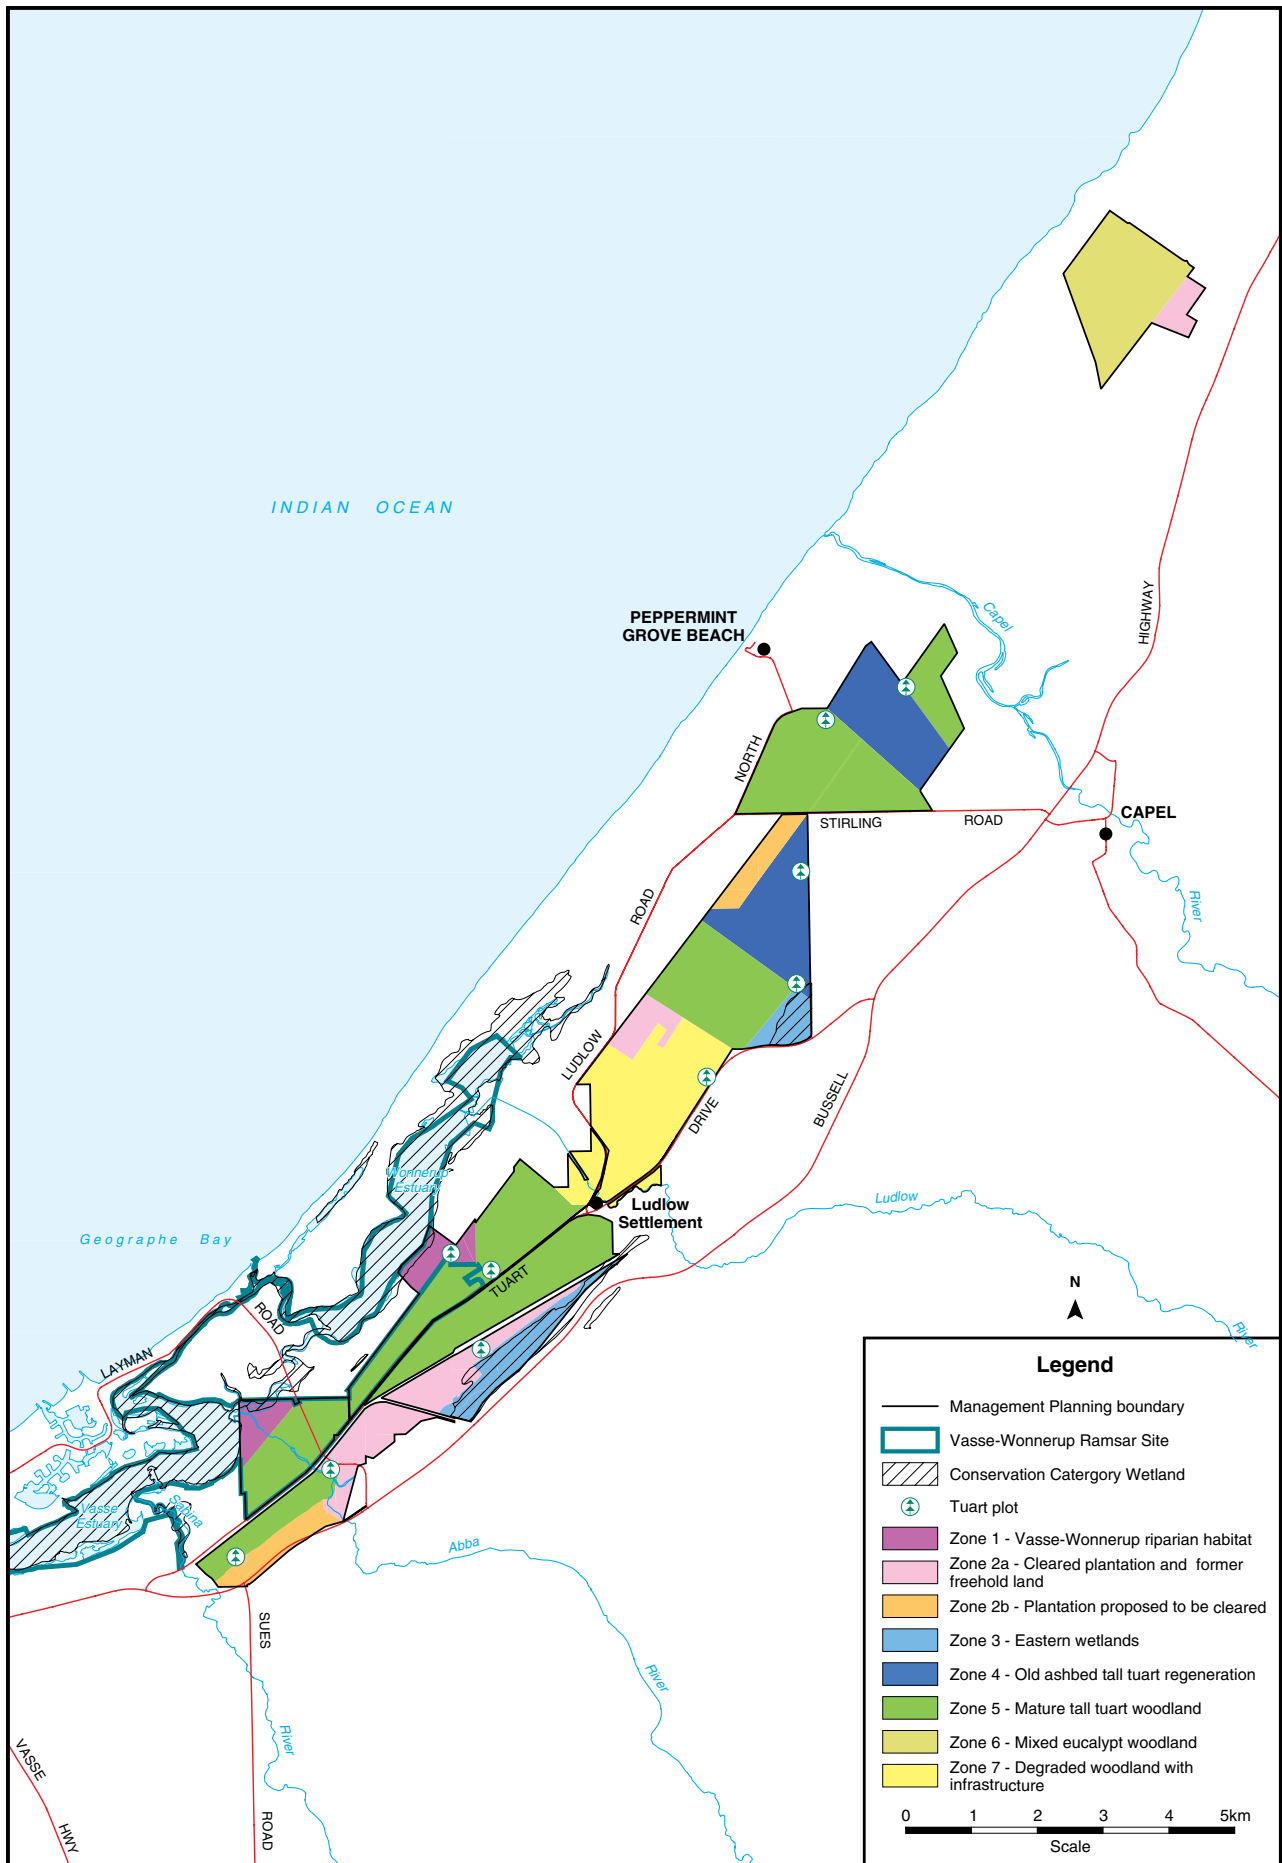 INDIAN OCEAN
PEPPERMINT
GROVE BEACH
Capel
HIGHWAY
NORTH
STIRLING
ROAD
CAPEL
River
ROAD
LUDLOW
DRIVE
BUSSELL
Wonnerup
Estuary
Ludlow
Settlement
Ludlow
River
Geographe Bay
TUART
ROAD
LAYMAN
Vasse
Estuary
Sabina
Abba
River
SUES
ROAD
River
VASSE
HWY
N
Legend
Management Planning boundary
Vasse-Wonnerup Ramsar Site
Conservation Catergory Wetland
Tuart plot
Zone 1 - Vasse-Wonnerup riparian habitat
Zone 2a - Cleared plantation and former
freehold land
Zone 2b - Plantation proposed to be cleared
Zone 3 - Eastern wetlands
Zone 4 - Old ashbed tall tuart regeneration
Zone 5 - Mature tall tuart woodland
Zone 6 - Mixed eucalypt woodland
Zone 7 - Degraded woodland with
infrastructure
0 1 2 3 4 5km
Scale